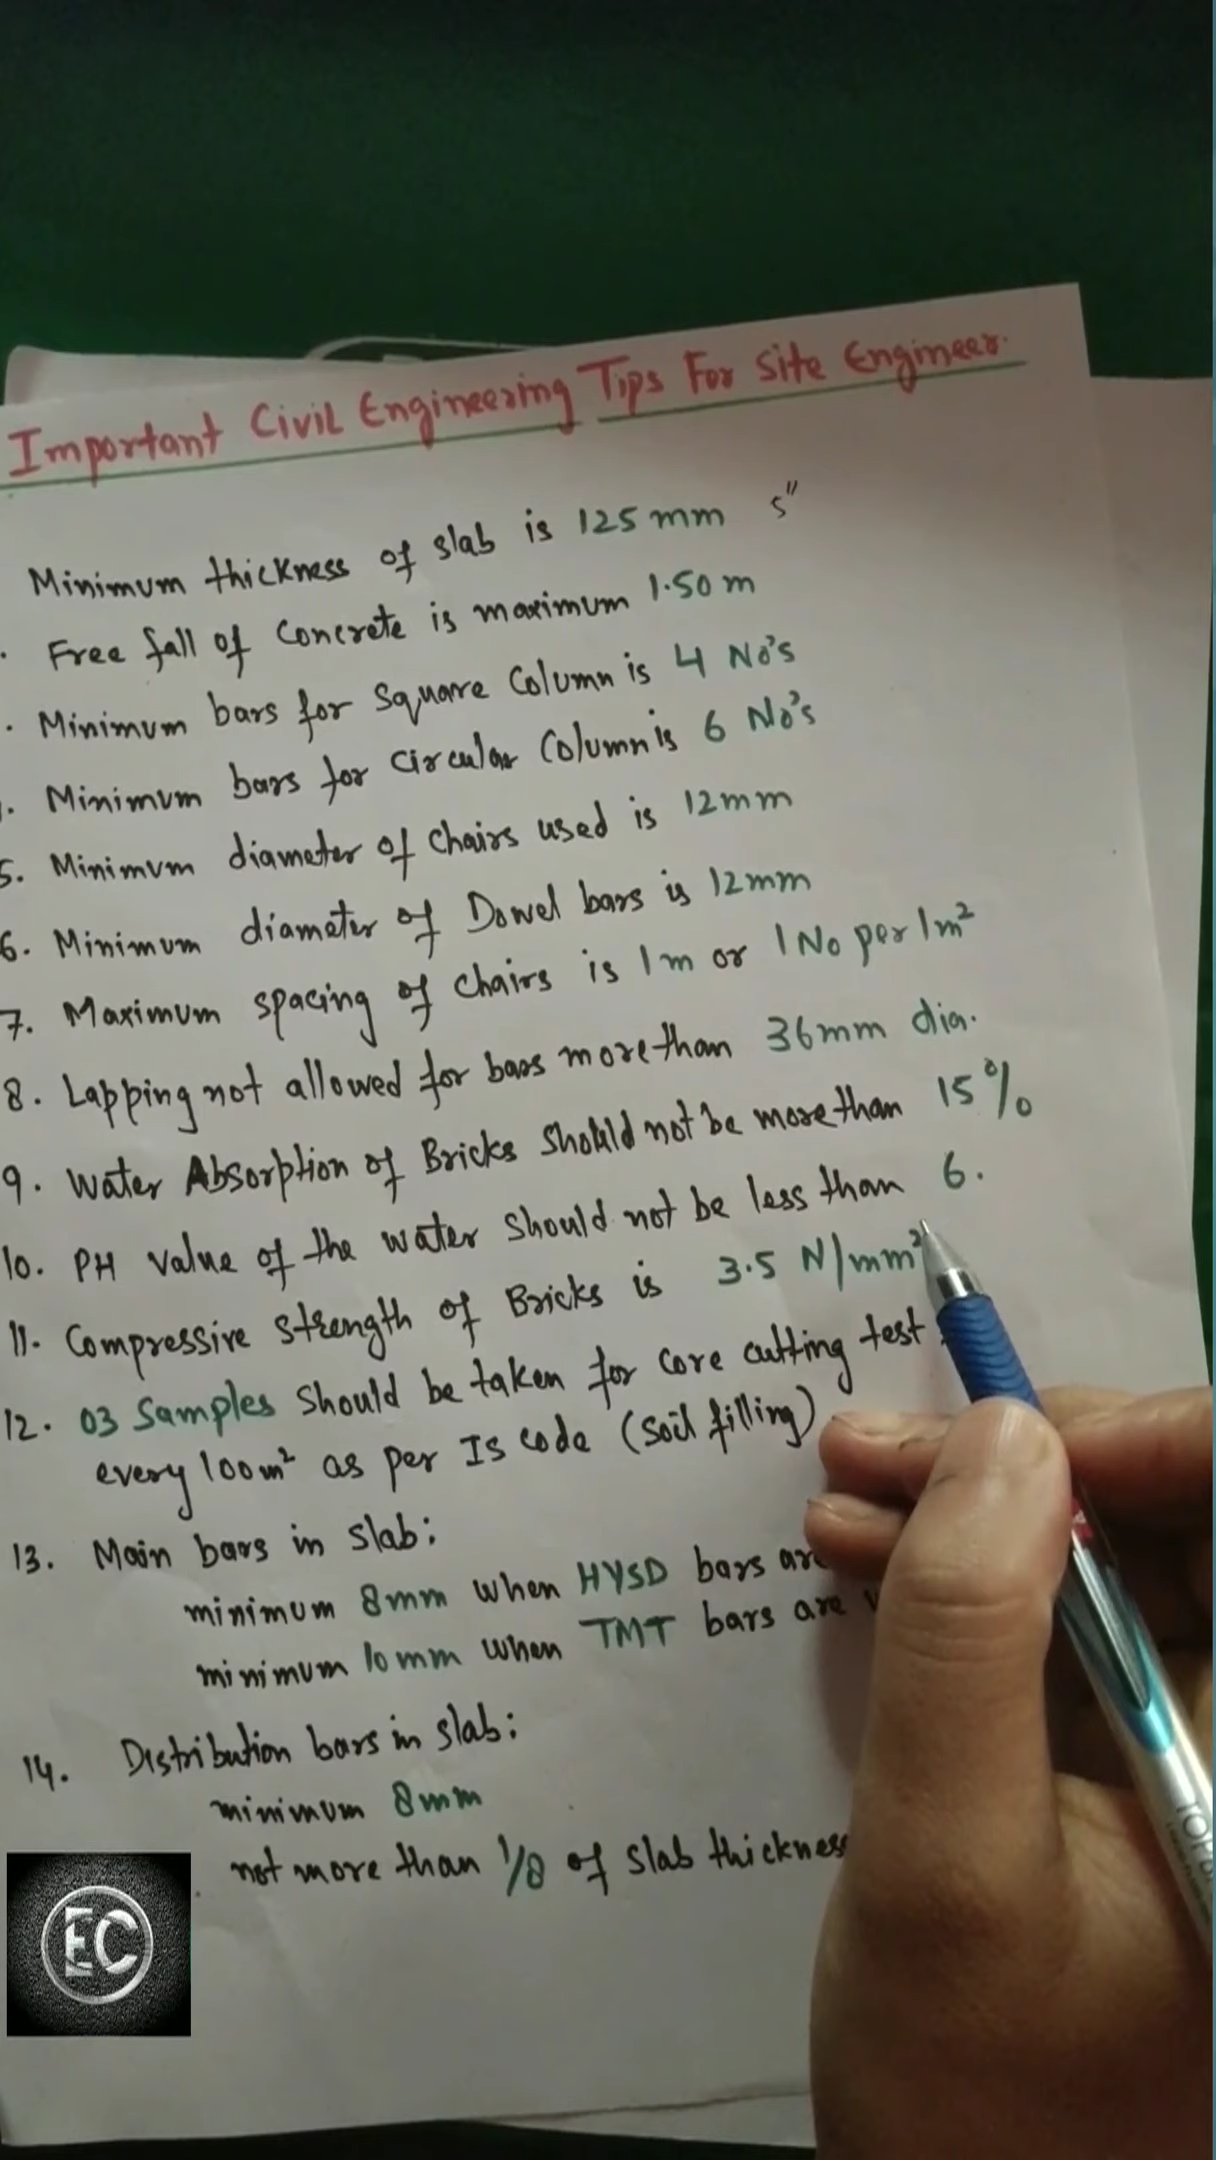 Important Civil Engineering Tips For Site Engineer.
Minimum thickness of slab is 125 mm 5"
. Free fall of Concrete is maximum 1.50 m
. Minimum bars for Square Column is 4 No's
. Minimum bars for Circular Column is 6 No's
5. Minimum diameter of Chairs used is 12mm
6. Minimum diameter of Dowel bars is 12mm
7. Maximum spacing of Chairs is 1m or 1 No per 1m²
8. Lapping not allowed for bars more than 36mm dia.
9. Water Absorption of Bricks Should not be more than 15%
10. PH value of the water should not be less than 6.
11. Compressive strength of Bricks is 3.5 N/mm²
12. 03 Samples should be taken for core cutting test
every 100m² as per IS code (soil filling)
13. Main bars in slab:
minimum 8mm when HYSD bars are
minimum 10mm when TMT bars are
14. Distribution bars in slab:
minimum 8mm
not more than 1/8 of slab thickness
EC